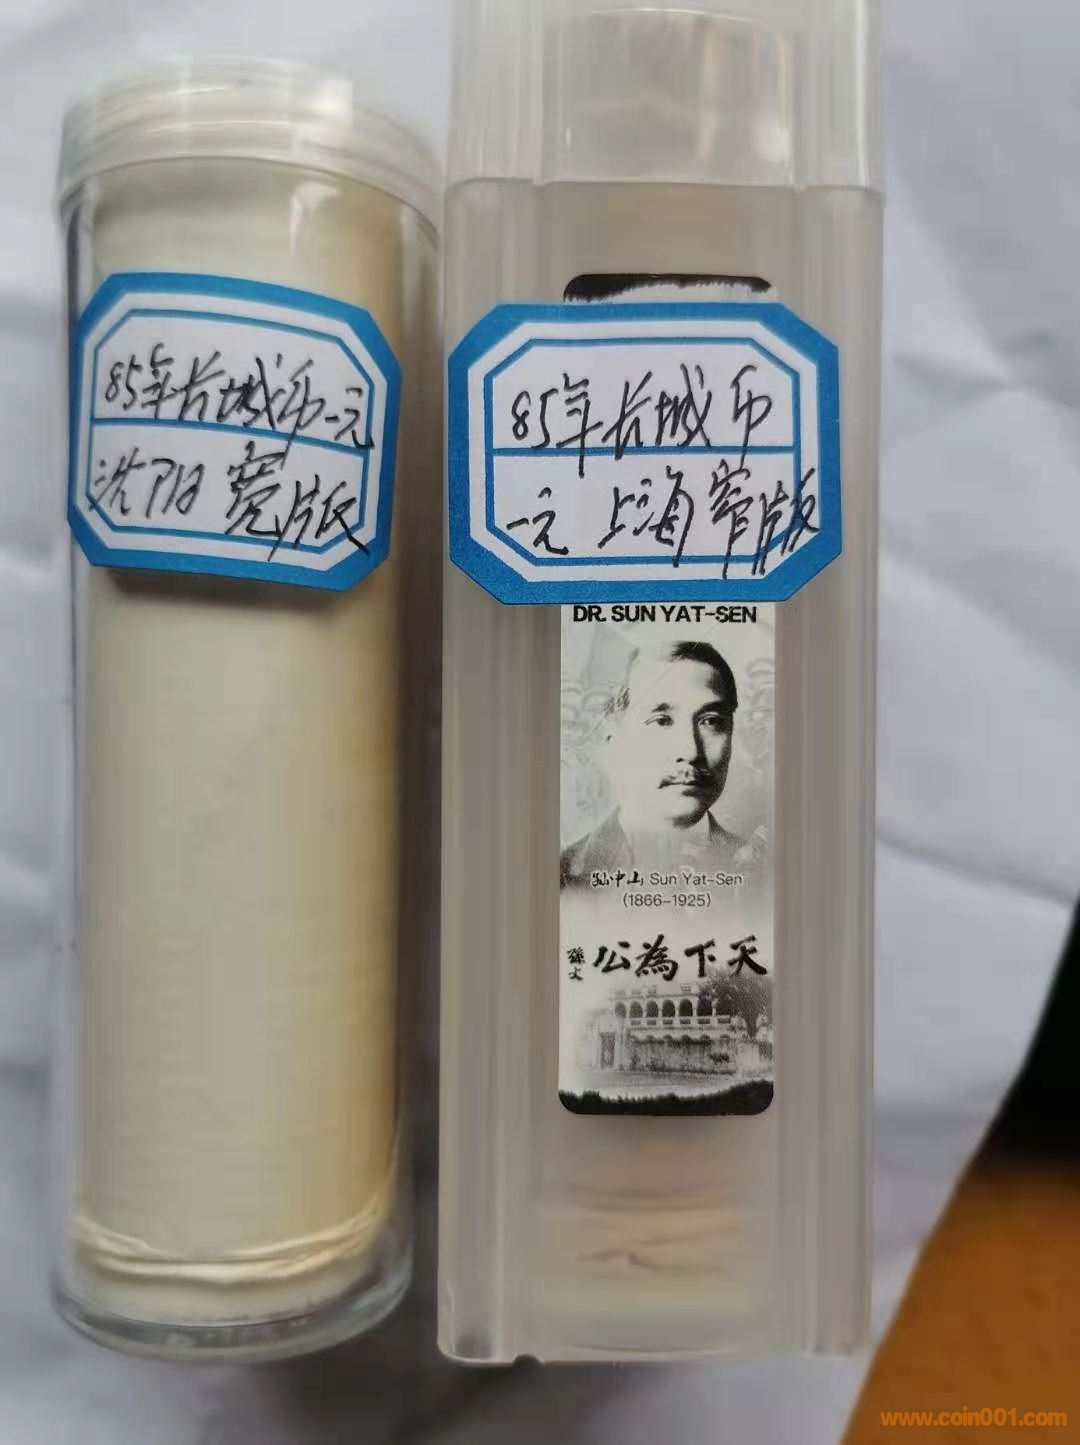 85年长城币一元
沈阳宽版
85年长城币
一元 上海窄版
DR. SUN YAT-SEN
孙中山 Sun Yat-Sen
(1866-1925)
公為下天
孫文
www.coin001.com